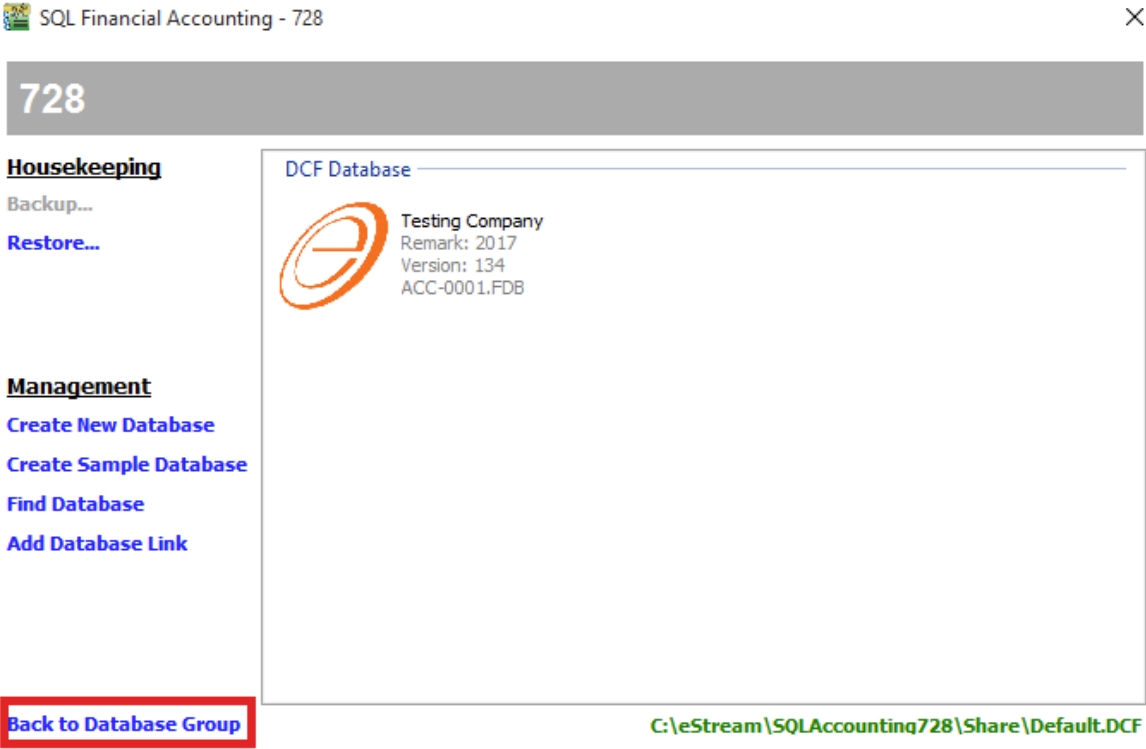 SQL Financial Accounting - 728
728
Housekeeping
Backup...
Restore...
Management
Create New Database
Create Sample Database
Find Database
Add Database Link
Back to Database Group
DCF Database
Testing Company
Remark: 2017
Version: 134
ACC-0001.FDB
C:\eStream\SQLAccounting728\Share\Default.DCF